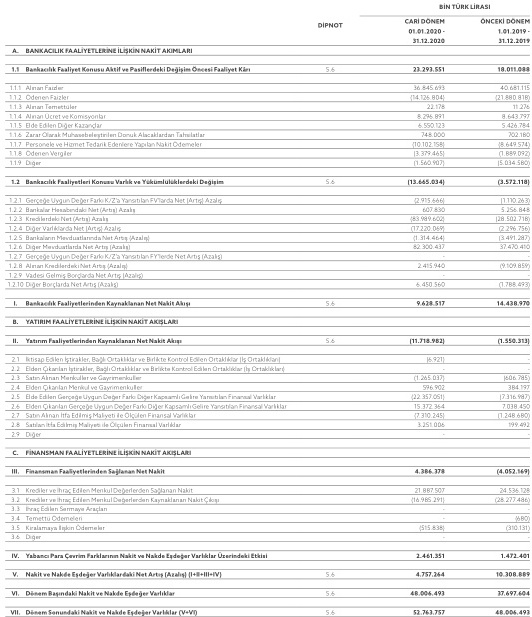 BİN TÜRK LİRASI
DİPNOT CARİ DÖNEM ÖNCEKİ DÖNEM
01.01.2020 - 1.01.2019 -
31.12.2020 31.12.2019
A. BANKACILIK FAALİYETLERİNE İLİŞKİN NAKİT AKIMLARI
1.1 Bankacılık Faaliyet Konusu Aktif ve Pasiflerdeki Değişim Öncesi Faaliyet Kârı 5.6 23.293.551 18.011.088
1.1.1 Alınan Faizler 36.845.693 40.681.115
1.1.2 Ödenen Faizler (14.126.804) (21.880.818)
1.1.3 Alınan Temettüler 22.178 11.276
1.1.4 Alınan Ücret ve Komisyonlar 8.296.891 8.643.797
1.1.5 Elde Edilen Diğer Kazançlar 6.550.123 5.426.784
1.1.6 Zarar Olarak Muhasebeleştirilen Donuk Alacaklardan Tahsilatlar 748.000 702.180
1.1.7 Personele ve Hizmet Tedarik Edenlere Yapılan Nakit Ödemeler (10.102.158) (8.649.574)
1.1.8 Ödenen Vergiler (3.379.465) (1.889.092)
1.1.9 Diğer (1.560.907) (5.034.580)
1.2 Bankacılık Faaliyetleri Konusu Varlık ve Yükümlülüklerdeki Değişim 5.6 (13.665.034) (3.572.118)
1.2.1 Gerçeğe Uygun Değer Farkı K/Z'a Yansıtılan FV'larda Net (Artış) Azalış (2.915.666) (1.110.263)
1.2.2 Bankalar Hesabındaki Net (Artış) Azalış 607.830 5.256.848
1.2.3 Kredilerdeki Net (Artış) Azalış (83.989.602) (28.502.718)
1.2.4 Diğer Varlıklarda Net (Artış) Azalış (17.220.069) (2.296.756)
1.2.5 Bankaların Mevduatlarında Net Artış (Azalış) (1.314.464) (3.491.287)
1.2.6 Diğer Mevduatlarda Net Artış (Azalış) 82.300.437 37.470.410
1.2.7 Gerçeğe Uygun Değer Farkı K/Z'a Yansıtılan FY'lerde Net Artış (Azalış) - -
1.2.8 Alınan Kredilerdeki Net Artış (Azalış) 2.415.940 (9.109.859)
1.2.9 Vadesi Gelmiş Borçlarda Net Artış (Azalış) - -
1.2.10 Diğer Borçlarda Net Artış (Azalış) 6.450.560 (1.788.493)
I. Bankacılık Faaliyetlerinden Kaynaklanan Net Nakit Akışı 5.6 9.628.517 14.438.970
B. YATIRIM FAALİYETLERİNE İLİŞKİN NAKİT AKIŞLARI
II. Yatırım Faaliyetlerinden Kaynaklanan Net Nakit Akışı 5.6 (11.718.982) (1.550.313)
2.1 İktisap Edilen İştirakler, Bağlı Ortaklıklar ve Birlikte Kontrol Edilen Ortaklıklar (İş Ortaklıkları) (6.921) -
2.2 Elden Çıkarılan İştirakler, Bağlı Ortaklıklar ve Birlikte Kontrol Edilen Ortaklıklar (İş Ortaklıkları) - -
2.3 Satın Alınan Menkuller ve Gayrimenkuller (1.265.037) (606.785)
2.4 Elden Çıkarılan Menkul ve Gayrimenkuller 596.902 384.197
2.5 Elde Edilen Gerçeğe Uygun Değer Farkı Diğer Kapsamlı Gelire Yansıtılan Finansal Varlıklar (22.357.051) (7.316.987)
2.6 Elden Çıkarılan Gerçeğe Uygun Değer Farkı Diğer Kapsamlı Gelire Yansıtılan Finansal Varlıklar 15.372.364 7.038.450
2.7 Satın Alınan İtfa Edilmiş Maliyeti ile Ölçülen Finansal Varlıklar (7.310.245) (1.248.680)
2.8 Satılan İtfa Edilmiş Maliyeti ile Ölçülen Finansal Varlıklar 3.251.006 199.492
2.9 Diğer - -
C. FİNANSMAN FAALİYETLERİNE İLİŞKİN NAKİT AKIŞLARI
III. Finansman Faaliyetlerinden Sağlanan Net Nakit 4.386.378 (4.052.169)
3.1 Krediler ve İhraç Edilen Menkul Değerlerden Sağlanan Nakit 21.887.507 24.536.128
3.2 Krediler ve İhraç Edilen Menkul Değerlerden Kaynaklanan Nakit Çıkışı (16.985.291) (28.277.486)
3.3 İhraç Edilen Sermaye Araçları - -
3.4 Temettü Ödemeleri - (680)
3.5 Kiralamaya İlişkin Ödemeler (515.838) (310.131)
3.6 Diğer - -
IV. Yabancı Para Çevrim Farklarının Nakit ve Nakde Eşdeğer Varlıklar Üzerindeki Etkisi 2.461.351 1.472.401
V. Nakit ve Nakde Eşdeğer Varlıklardaki Net Artış (Azalış) (I+II+III+IV) 5.6 4.757.264 10.308.889
VI. Dönem Başındaki Nakit ve Nakde Eşdeğer Varlıklar 5.6 48.006.493 37.697.604
VII. Dönem Sonundaki Nakit ve Nakde Eşdeğer Varlıklar (V+VI) 5.6 52.763.757 48.006.493